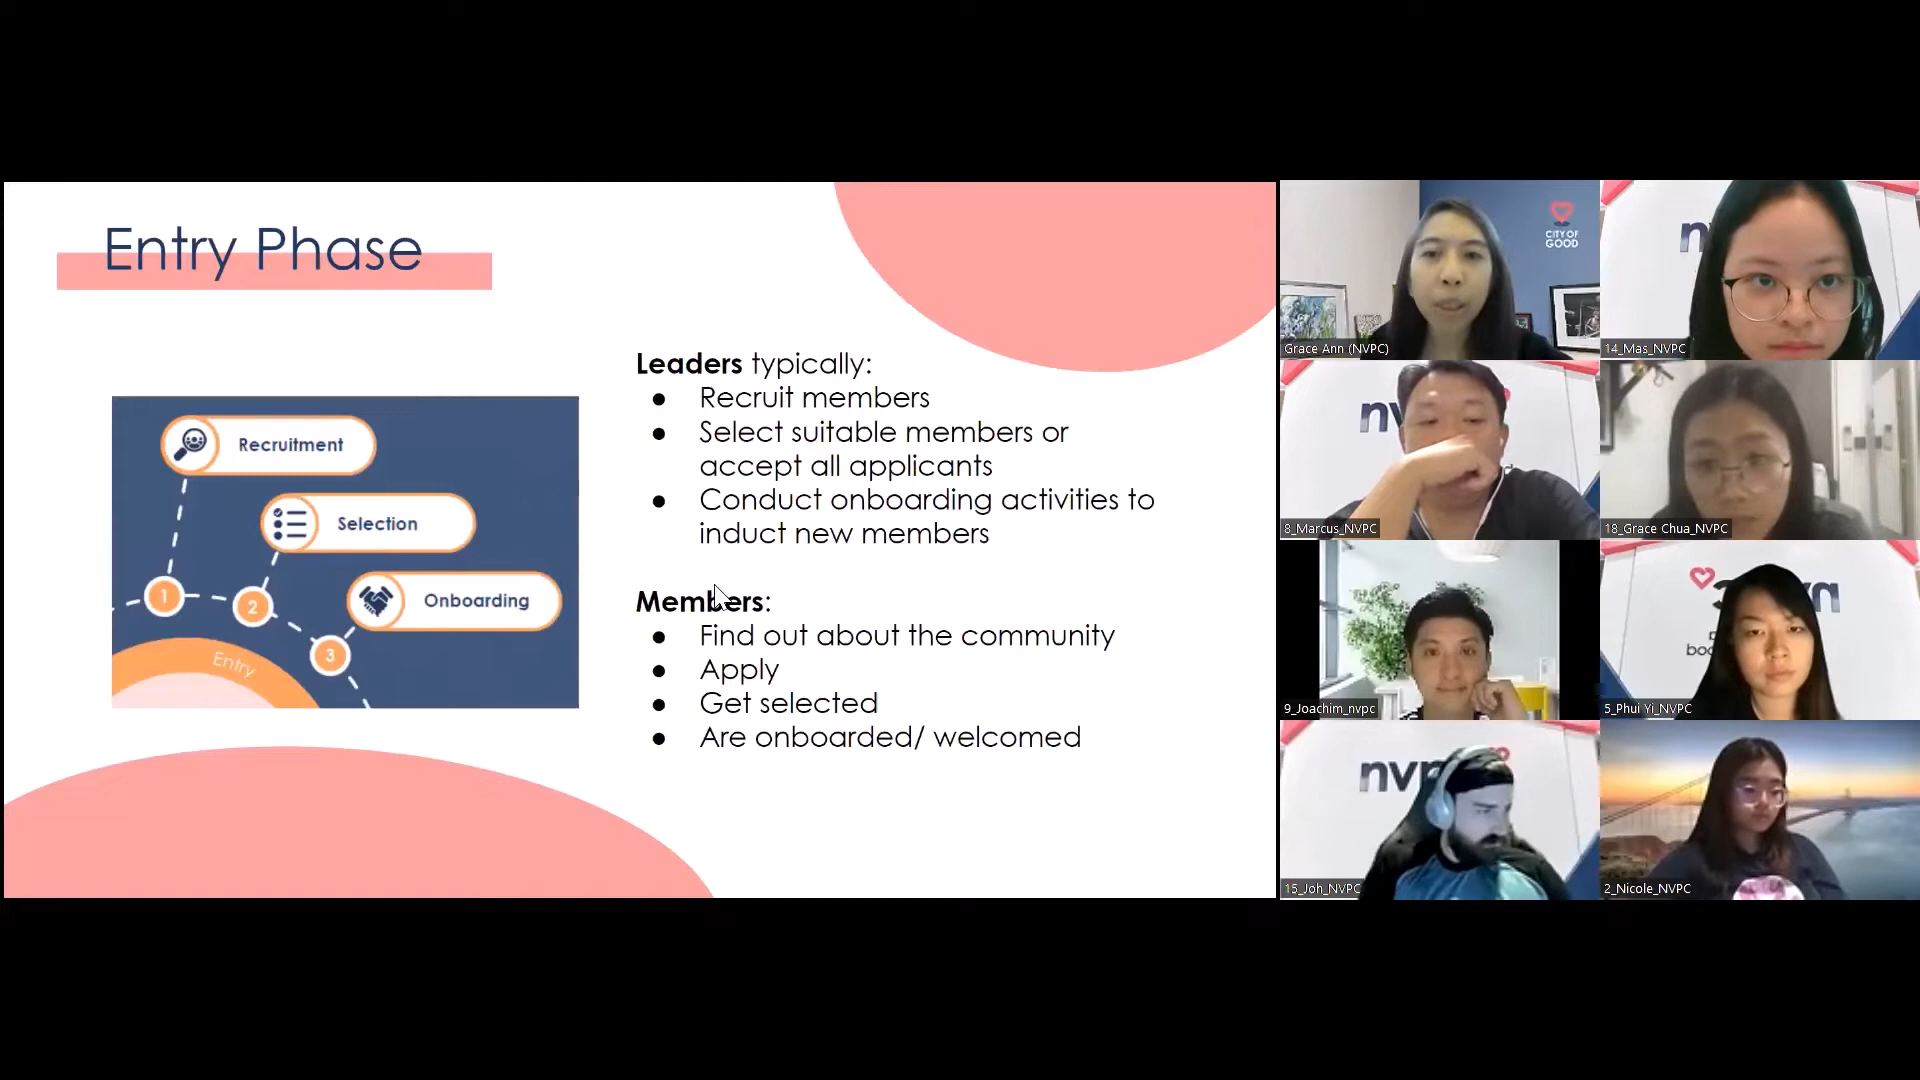 Entry Phase
Recruitment
Selection
Onboarding
1
2
3
Entry
Leaders typically:
● Recruit members
● Select suitable members or
accept all applicants
● Conduct onboarding activities to
induct new members
Members:
● Find out about the community
● Apply
● Get selected
● Are onboarded/ welcomed
CITY OF
GOOD
Grace Ann (NVPC)
14_Mas_NVPC
8_Marcus_NVPC
18_Grace Chua_NVPC
9_Joachim_nvpc
5_Phui Yi_NVPC
15_Joh_NVPC
2_Nicole_NVPC